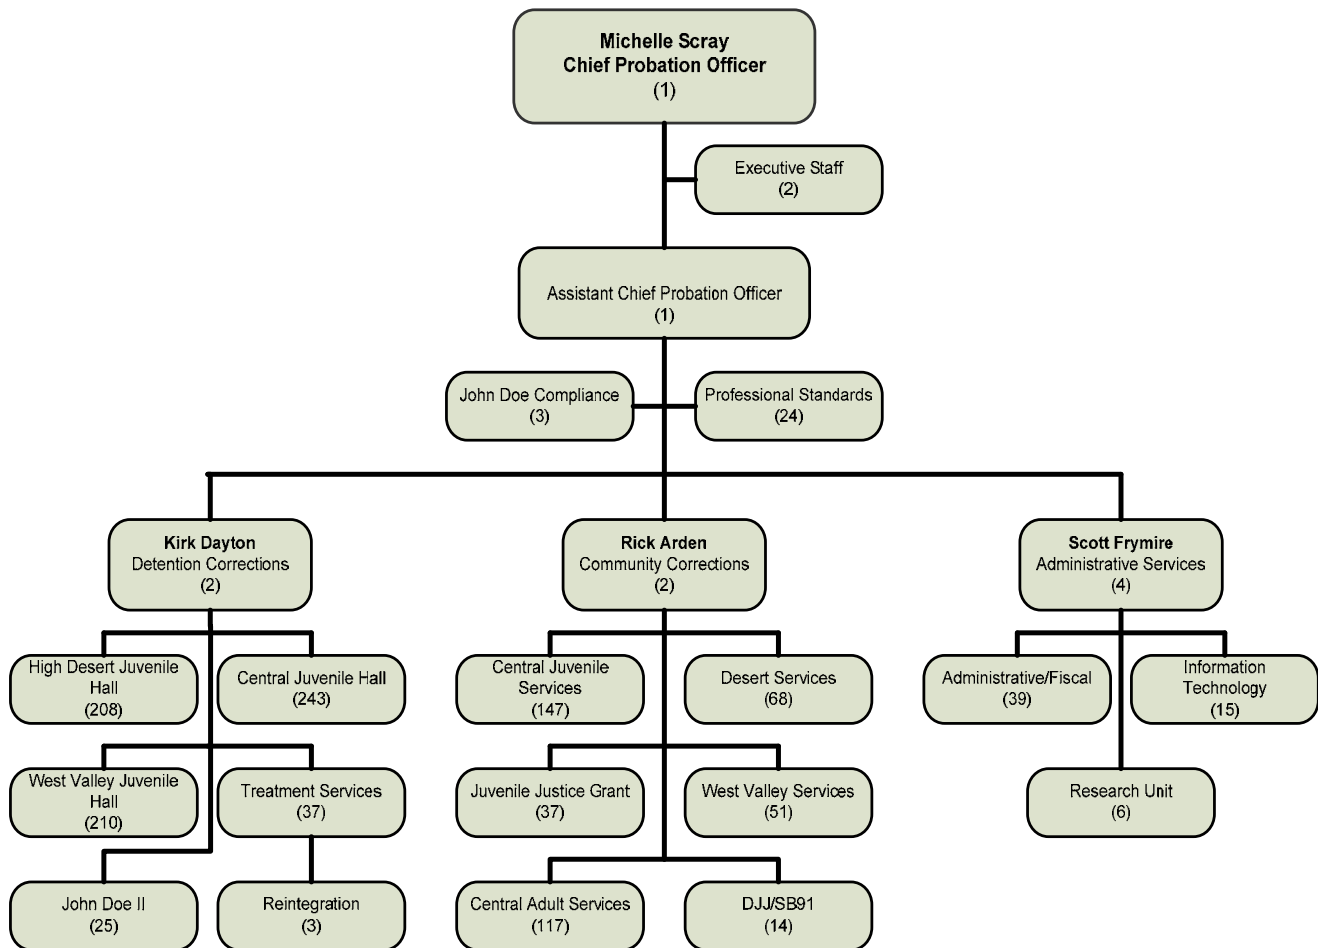 Michelle Scray
Chief Probation Officer
(1)
Executive Staff
(2)
Assistant Chief Probation Officer
(1)
John Doe Compliance
(3)
Professional Standards
(24)
Kirk Dayton
Detention Corrections
(2)
Rick Arden
Community Corrections
(2)
Scott Frymire
Administrative Services
(4)
High Desert Juvenile
Hall
(208)
Central Juvenile Hall
(243)
Central Juvenile
Services
(147)
Desert Services
(68)
Administrative/Fiscal
(39)
Information
Technology
(15)
West Valley Juvenile
Hall
(210)
Treatment Services
(37)
Juvenile Justice Grant
(37)
West Valley Services
(51)
Research Unit
(6)
John Doe II
(25)
Reintegration
(3)
Central Adult Services
(117)
DJJ/SB91
(14)